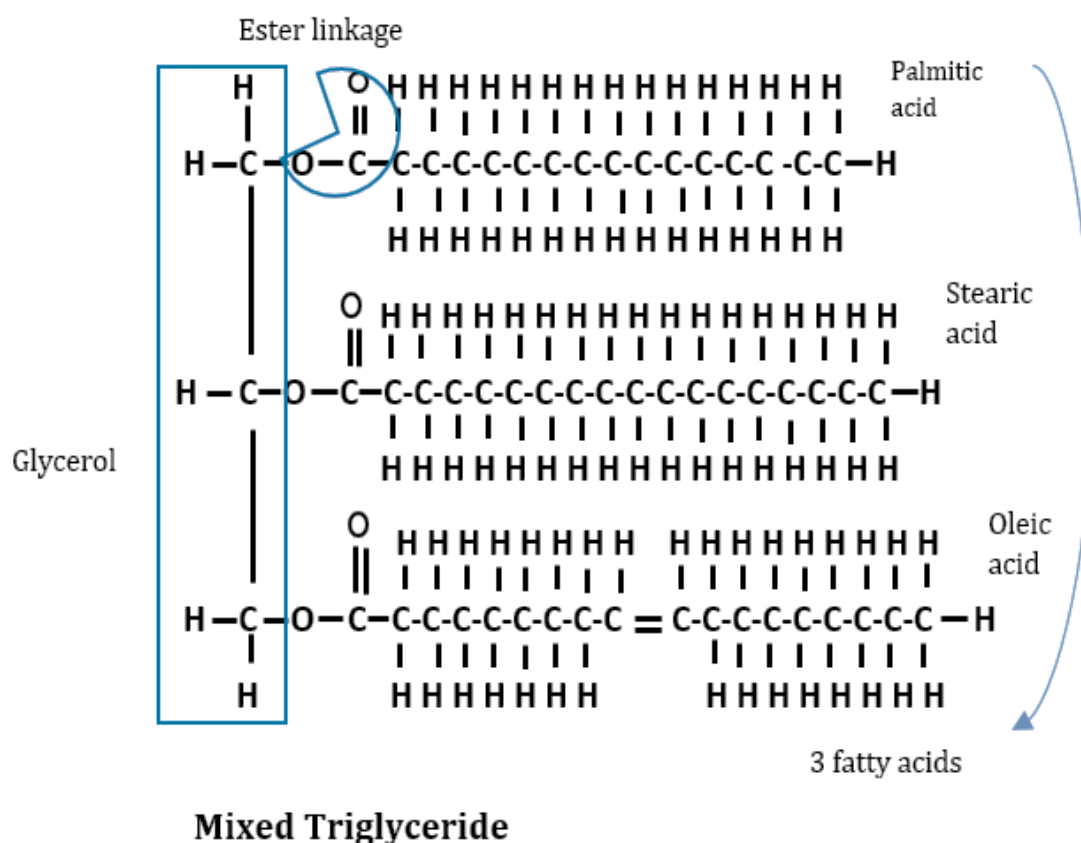 Ester linkage
H O H H H H H H H H H H H H H H H
Palmitic
acid
H–C–O–C–C-C-C-C-C-C-C-C-C-C-C-C-C-C–H
H H H H H H H H H H H H H H H
O H H H H H H H H H H H H H H H H H
Stearic
acid
H–C–O–C–C-C-C-C-C-C-C-C-C-C-C-C-C-C-C-C–H
Glycerol
H H H H H H H H H H H H H H H H H
O H H H H H H H H H H H H H H H H H
Oleic
acid
H–C–O–C–C-C-C-C-C-C-C-C=C-C-C-C-C-C-C-C-C–H
H H H H H H H H H H H H H H H H
3 fatty acids
Mixed Triglyceride